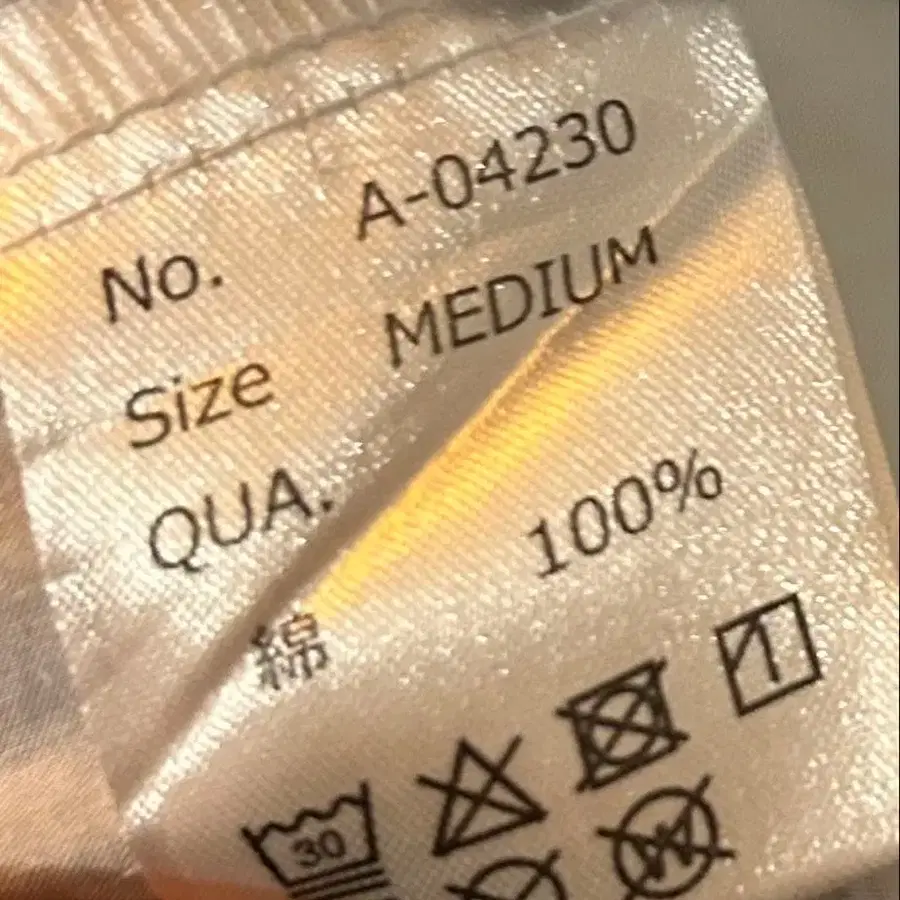 No. A-04230
Size MEDIUM
QUA.
100%
綿
30
W